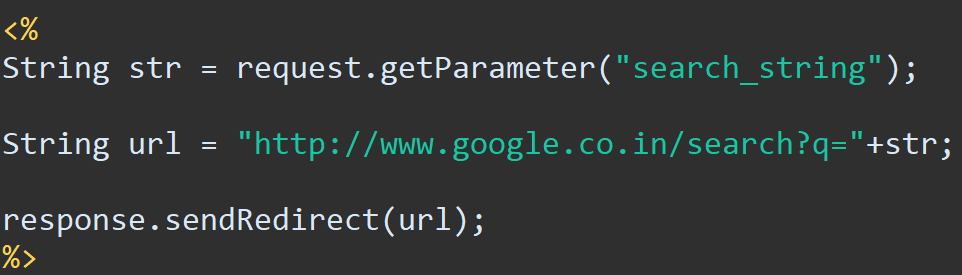 <%
String str = request.getParameter("search_string");
String url = "http://www.google.co.in/search?q="+str;
response.sendRedirect(url);
%>